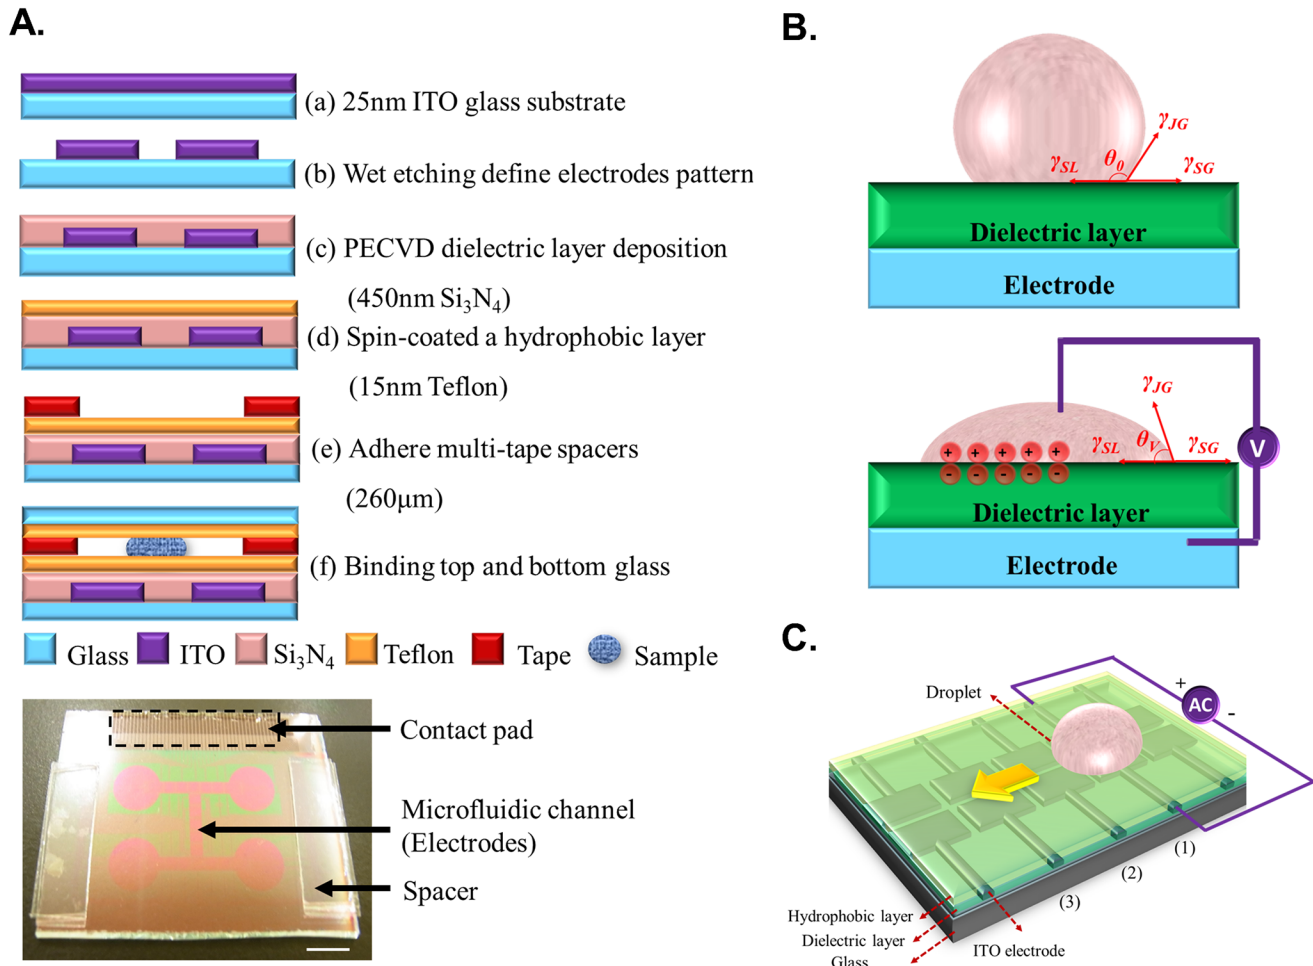 A.
(a) 25nm ITO glass substrate
(b) Wet etching define electrodes pattern
(c) PECVD dielectric layer deposition
(450nm Si₃N₄)
(d) Spin-coated a hydrophobic layer
(15nm Teflon)
(e) Adhere multi-tape spacers
(260μm)
(f) Binding top and bottom glass
Glass ITO Si₃N₄ Teflon Tape Sample
Contact pad
Microfluidic channel
(Electrodes)
Spacer
B.
γJG
γSL θ0 γSG
Dielectric layer
Electrode
γJG
γSL θV γSG
V
+ + + + +
- - - - -
Dielectric layer
Electrode
C.
Droplet
+
AC
-
(1)
(2)
(3)
Hydrophobic layer
Dielectric layer
Glass
ITO electrode